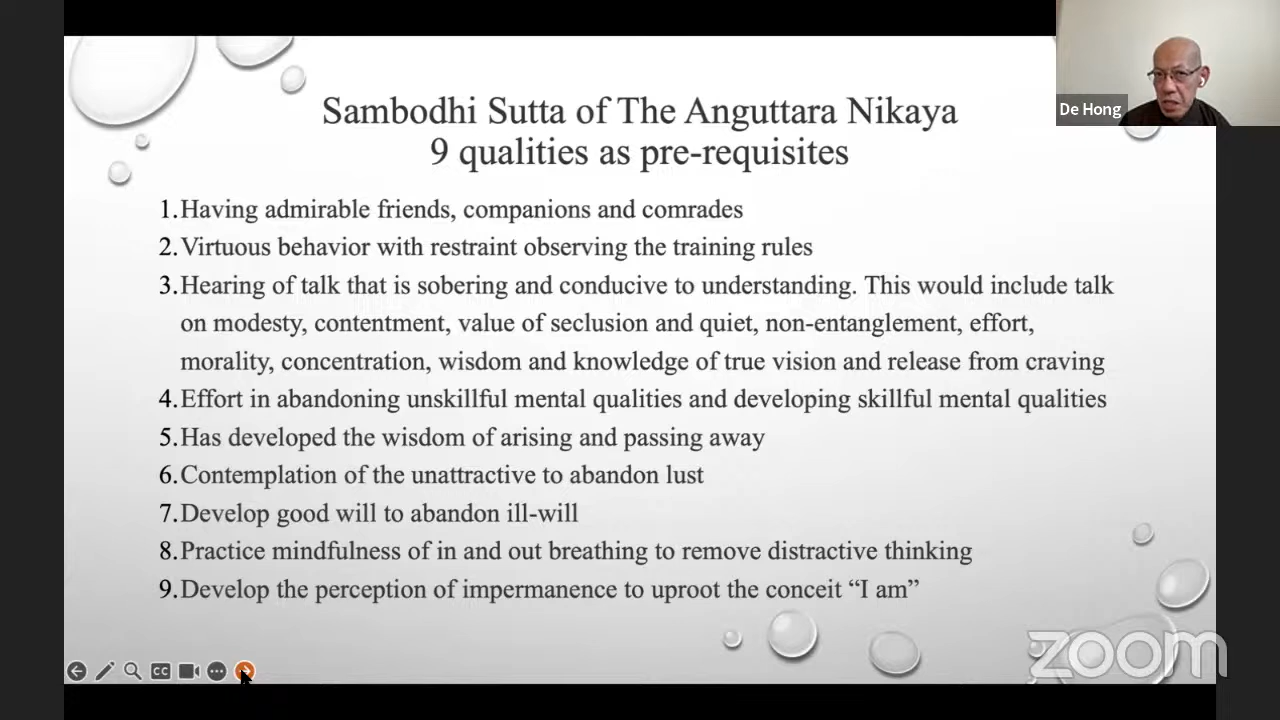 De Hong
Sambodhi Sutta of The Anguttara Nikaya
9 qualities as pre-requisites
1. Having admirable friends, companions and comrades
2. Virtuous behavior with restraint observing the training rules
3. Hearing of talk that is sobering and conducive to understanding. This would include talk
on modesty, contentment, value of seclusion and quiet, non-entanglement, effort,
morality, concentration, wisdom and knowledge of true vision and release from craving
4. Effort in abandoning unskillful mental qualities and developing skillful mental qualities
5. Has developed the wisdom of arising and passing away
6. Contemplation of the unattractive to abandon lust
7. Develop good will to abandon ill-will
8. Practice mindfulness of in and out breathing to remove distractive thinking
9. Develop the perception of impermanence to uproot the conceit “I am”
CC
zoom